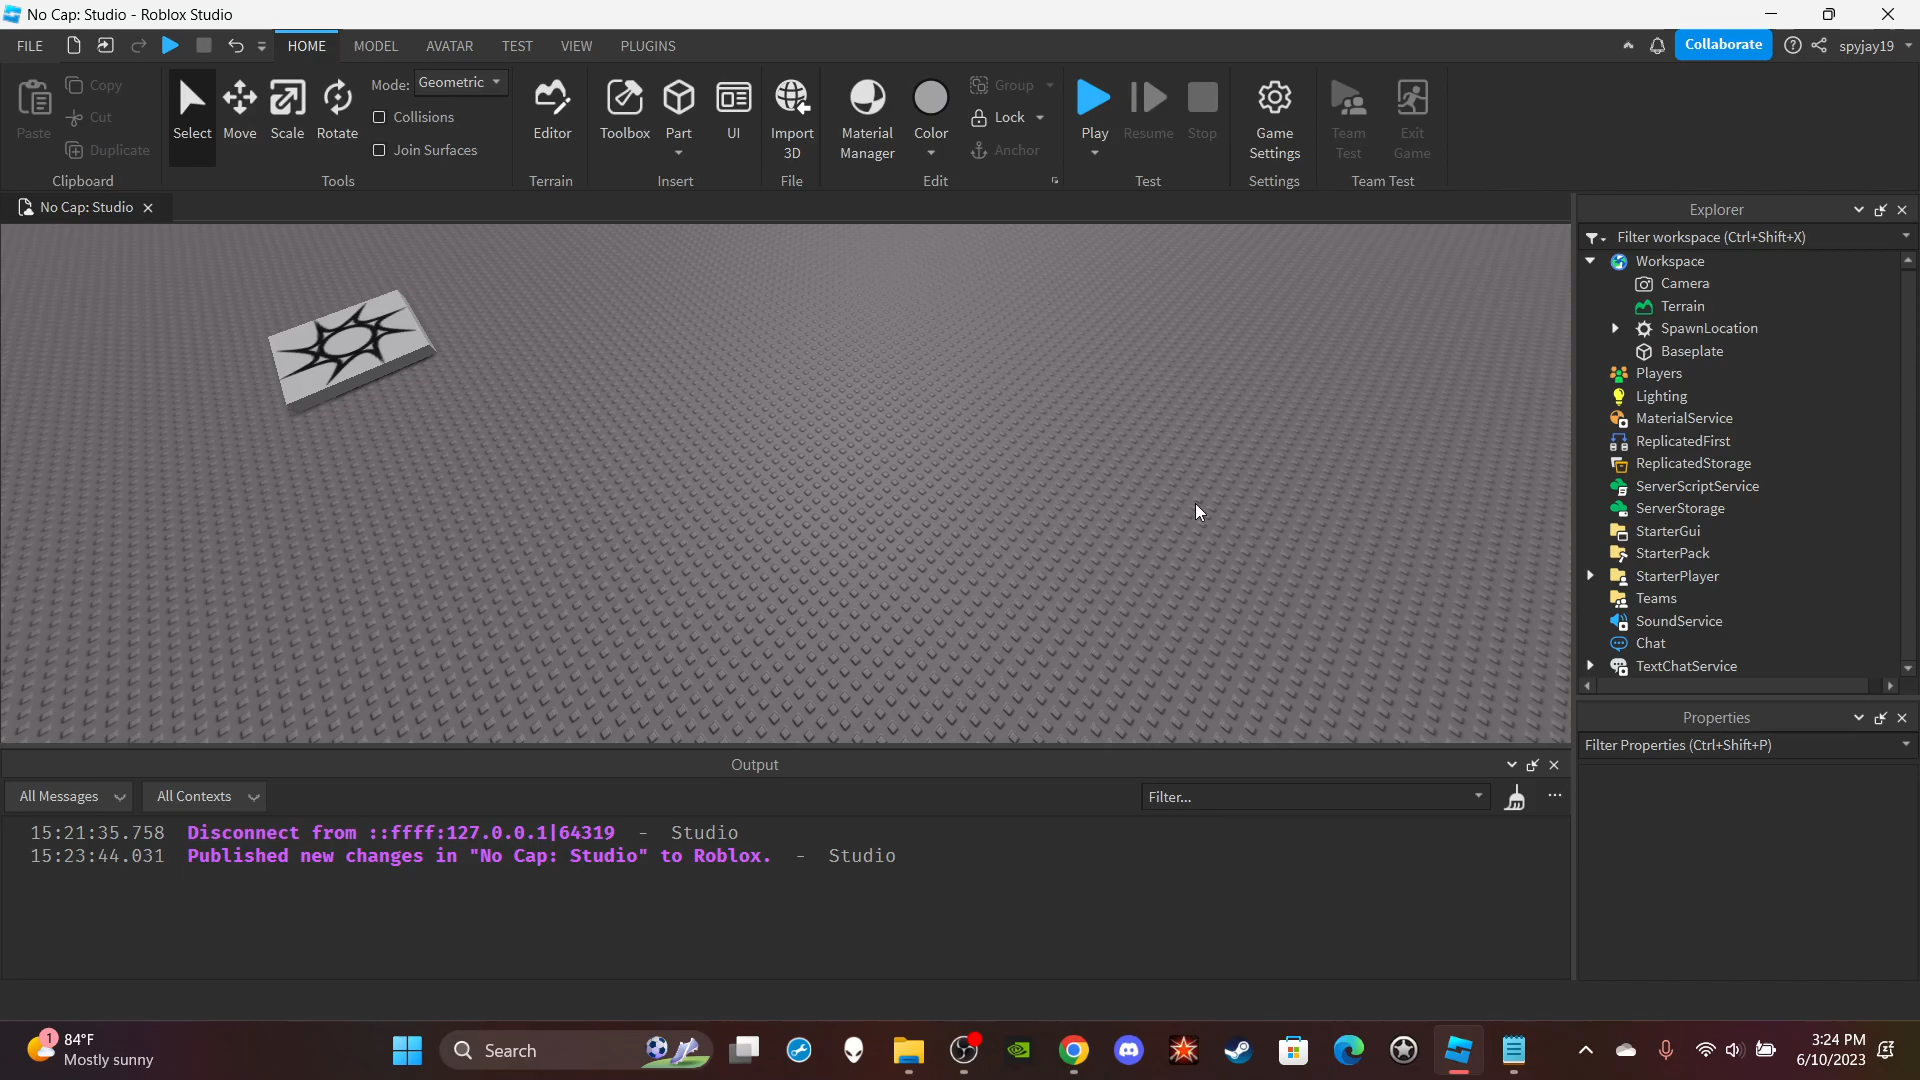 No Cap: Studio - Roblox Studio
FILE HOME MODEL AVATAR TEST VIEW PLUGINS Collaborate spyjay19
Paste Copy Cut Duplicate Clipboard
Select Move Scale Rotate Mode: Geometric Collisions Join Surfaces Tools
Editor Terrain
Toolbox Part UI Insert
Import 3D File
Material Manager Color Group Lock Anchor Edit
Play Resume Stop Test
Game Settings Settings
Team Test Exit Game Team Test
No Cap: Studio
Explorer
Filter workspace (Ctrl+Shift+X)
Workspace
Camera
Terrain
SpawnLocation
Baseplate
Players
Lighting
MaterialService
ReplicatedFirst
ReplicatedStorage
ServerScriptService
ServerStorage
StarterGui
StarterPack
StarterPlayer
Teams
SoundService
Chat
TextChatService
Properties
Filter Properties (Ctrl+Shift+P)
Output
All Messages All Contexts Filter...
15:21:35.758 Disconnect from ::ffff:127.0.0.1|64319 - Studio
15:23:44.031 Published new changes in "No Cap: Studio" to Roblox. - Studio
1 84°F
Mostly sunny
Search
3:24 PM
6/10/2023